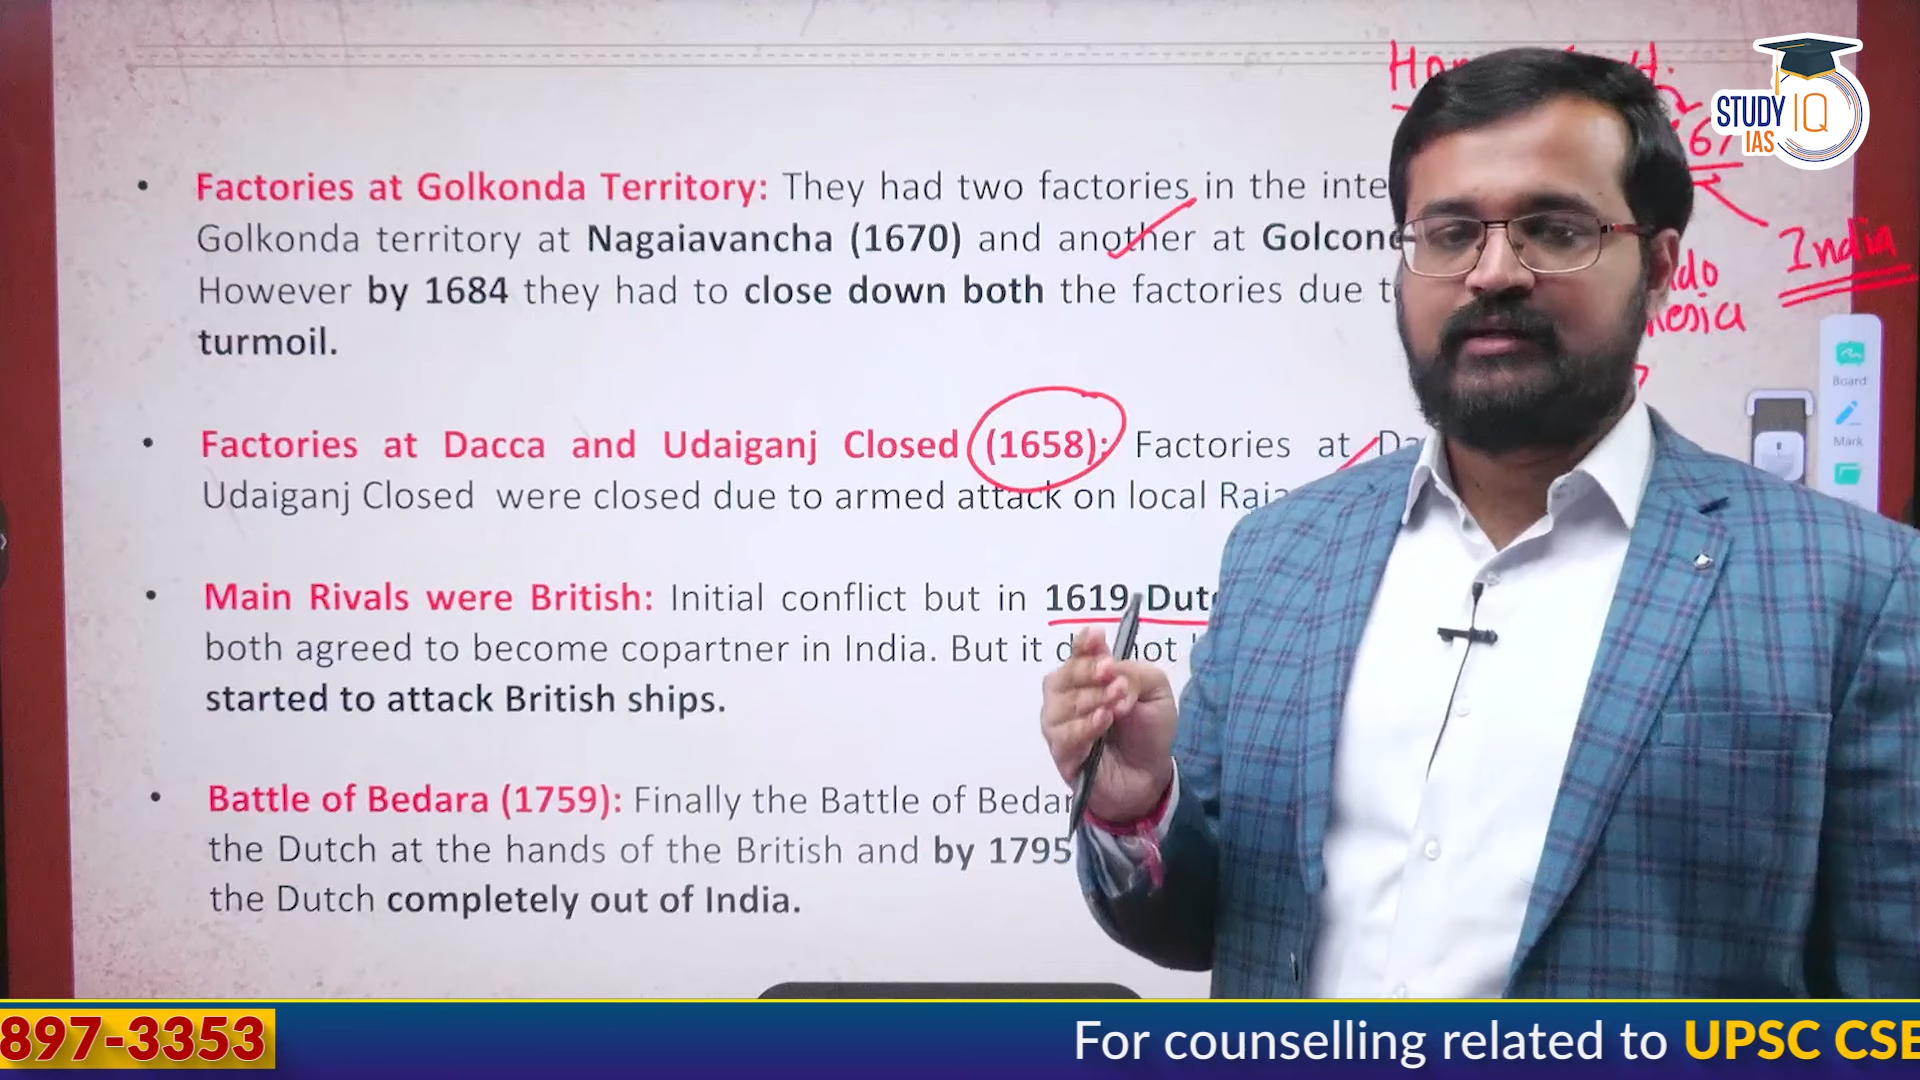 STUDY IQ
IAS
67
India
• Factories at Golkonda Territory: They had two factories in the inte
Golkonda territory at Nagaiavancha (1670) and another at Golcond
However by 1684 they had to close down both the factories due t
turmoil.
• Factories at Dacca and Udaiganj Closed (1658): Factories at Da
Udaiganj Closed were closed due to armed attack on local Raja
• Main Rivals were British: Initial conflict but in 1619 Dutc
both agreed to become copartner in India. But it d not
started to attack British ships.
• Battle of Bedara (1759): Finally the Battle of Bedar
the Dutch at the hands of the British and by 1795
the Dutch completely out of India.
Board
Mark
897-3353
For counselling related to UPSC CSE